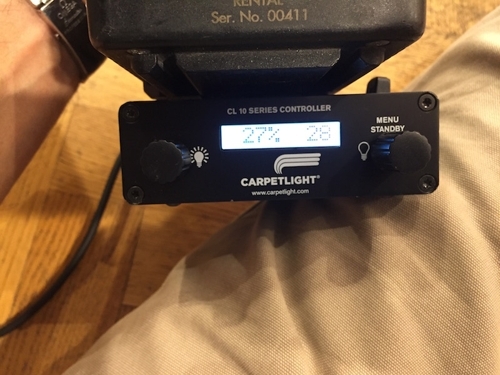 RENTAL
Ser. No. 00411
CL 10 SERIES CONTROLLER
27% 28
MENU
STANDBY
CARPETLIGHT®
www.carpetlight.com